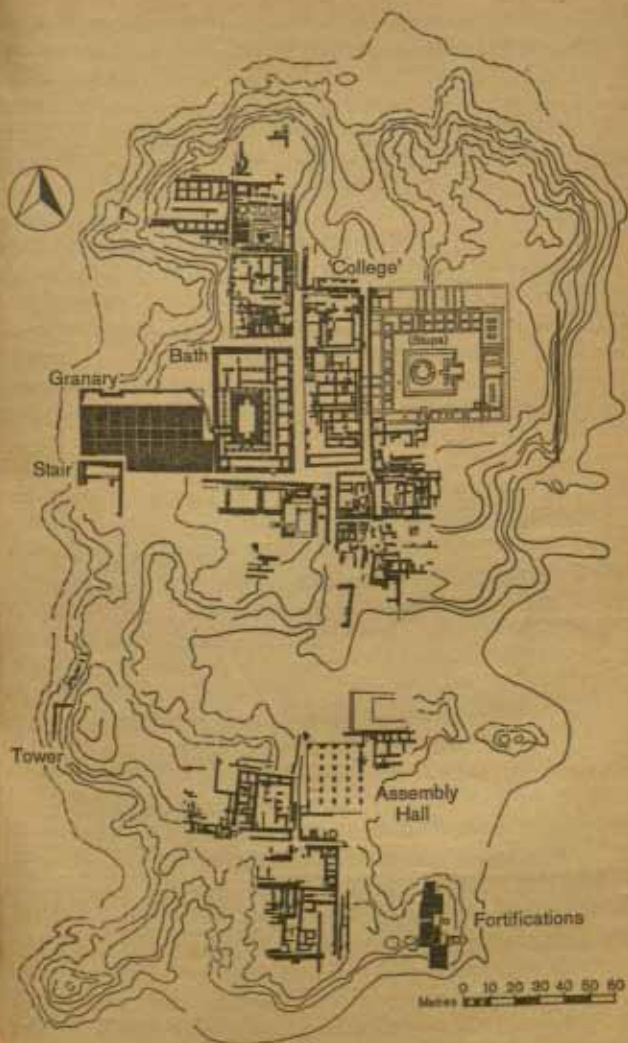 'College'
(Stupa)
Bath
Granary
Stair
Tower
Assembly
Hall
Fortifications
Metres 0 10 20 30 40 50 60